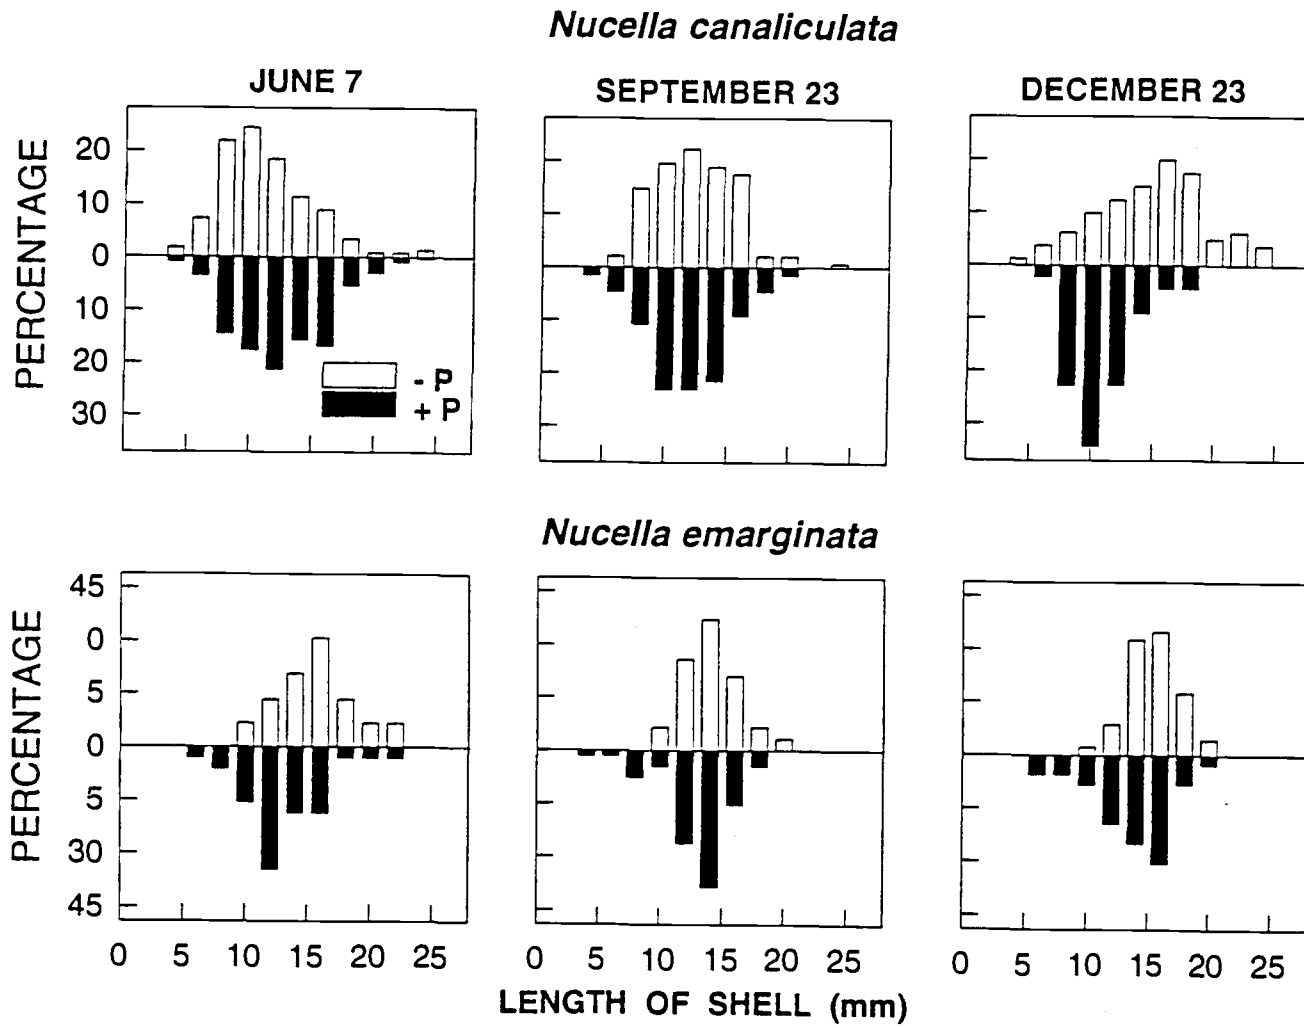 Nucella canaliculata
JUNE 7
SEPTEMBER 23
DECEMBER 23
PERCENTAGE
20
10
0
10
20
30
- P
+ P
Nucella emarginata
PERCENTAGE
45
0
5
0
5
30
45
0 5 10 15 20 25
0 5 10 15 20 25
0 5 10 15 20 25
LENGTH OF SHELL (mm)